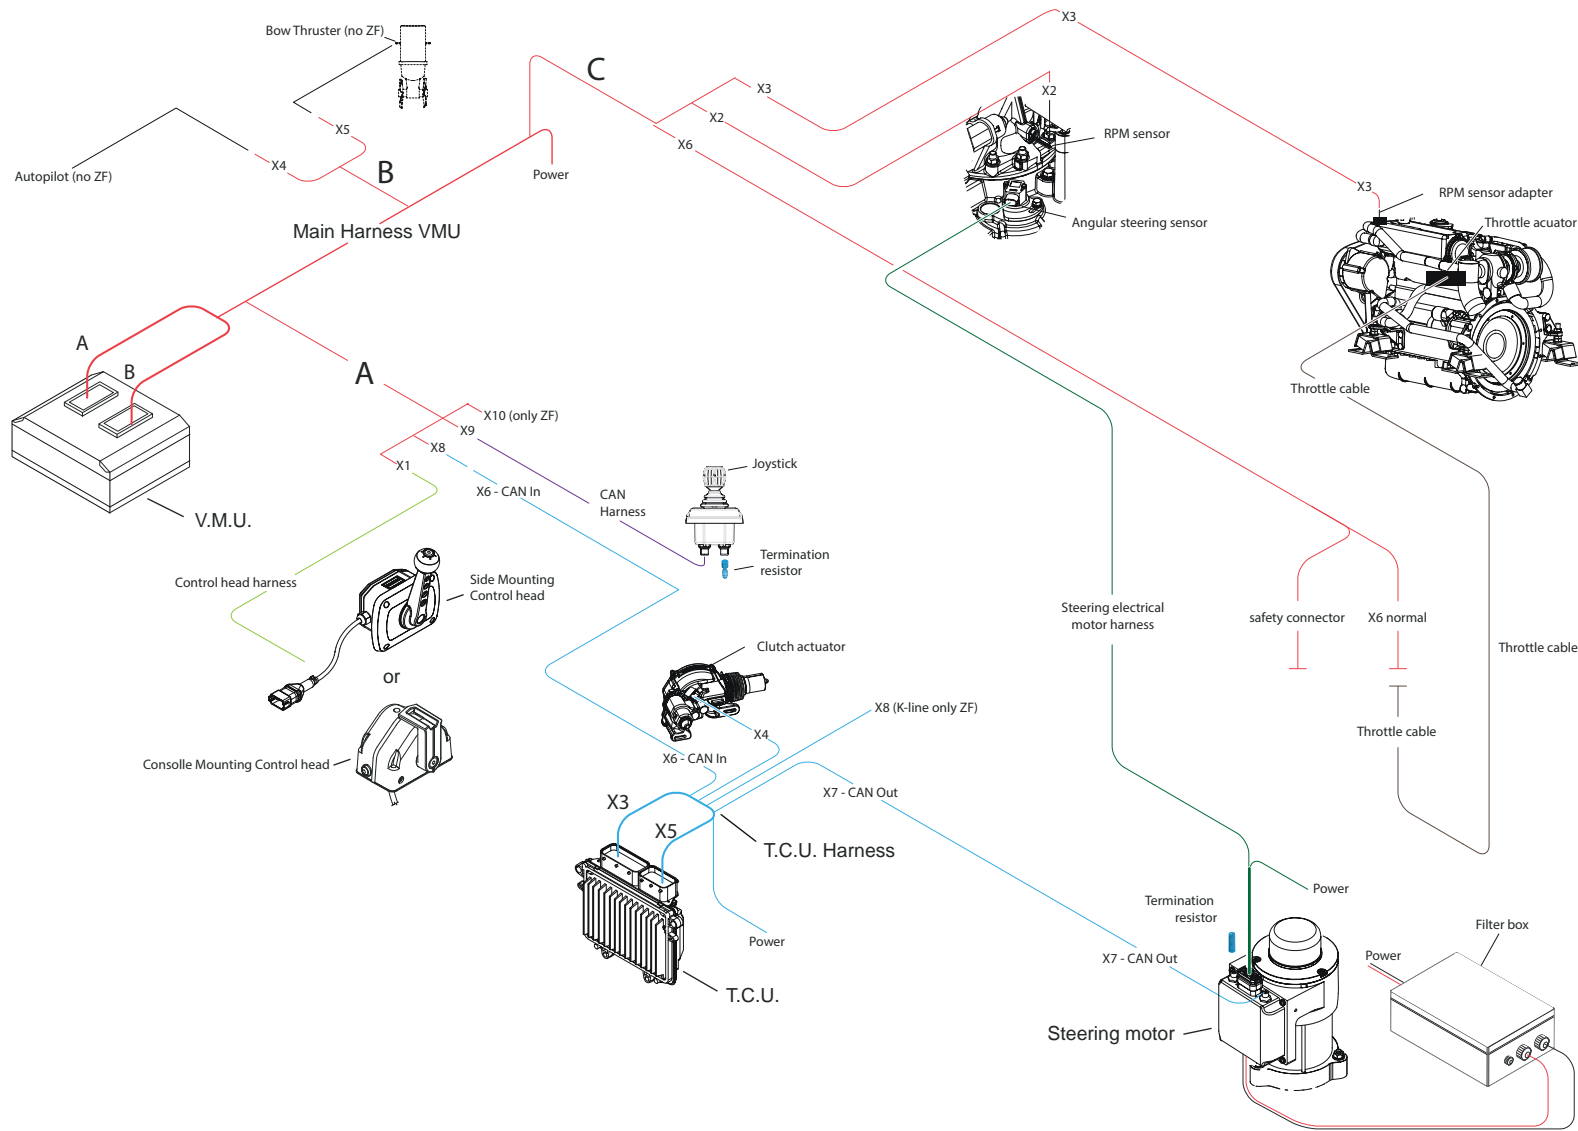 X3
Bow Thruster (no ZF)
C
X3
X2
X2
X5
RPM sensor
X6
X4
B
Power
Autopilot (no ZF)
X3
RPM sensor adapter
Angular steering sensor
Throttle acuator
Main Harness VMU
A
B
A
Throttle cable
X10 (only ZF)
X9
X8
X1
Joystick
X6 - CAN In
CAN
Harness
V.M.U.
Termination
resistor
Control head harness
Side Mounting
Control head
Steering electrical
motor harness
safety connector
X6 normal
Clutch actuator
Throttle cable
or
X8 (K-line only ZF)
X4
Throttle cable
X6 - CAN In
Consolle Mounting Control head
X7 - CAN Out
X3
X5
T.C.U. Harness
Power
Termination
resistor
Filter box
Power
X7 - CAN Out
Power
T.C.U.
Steering motor